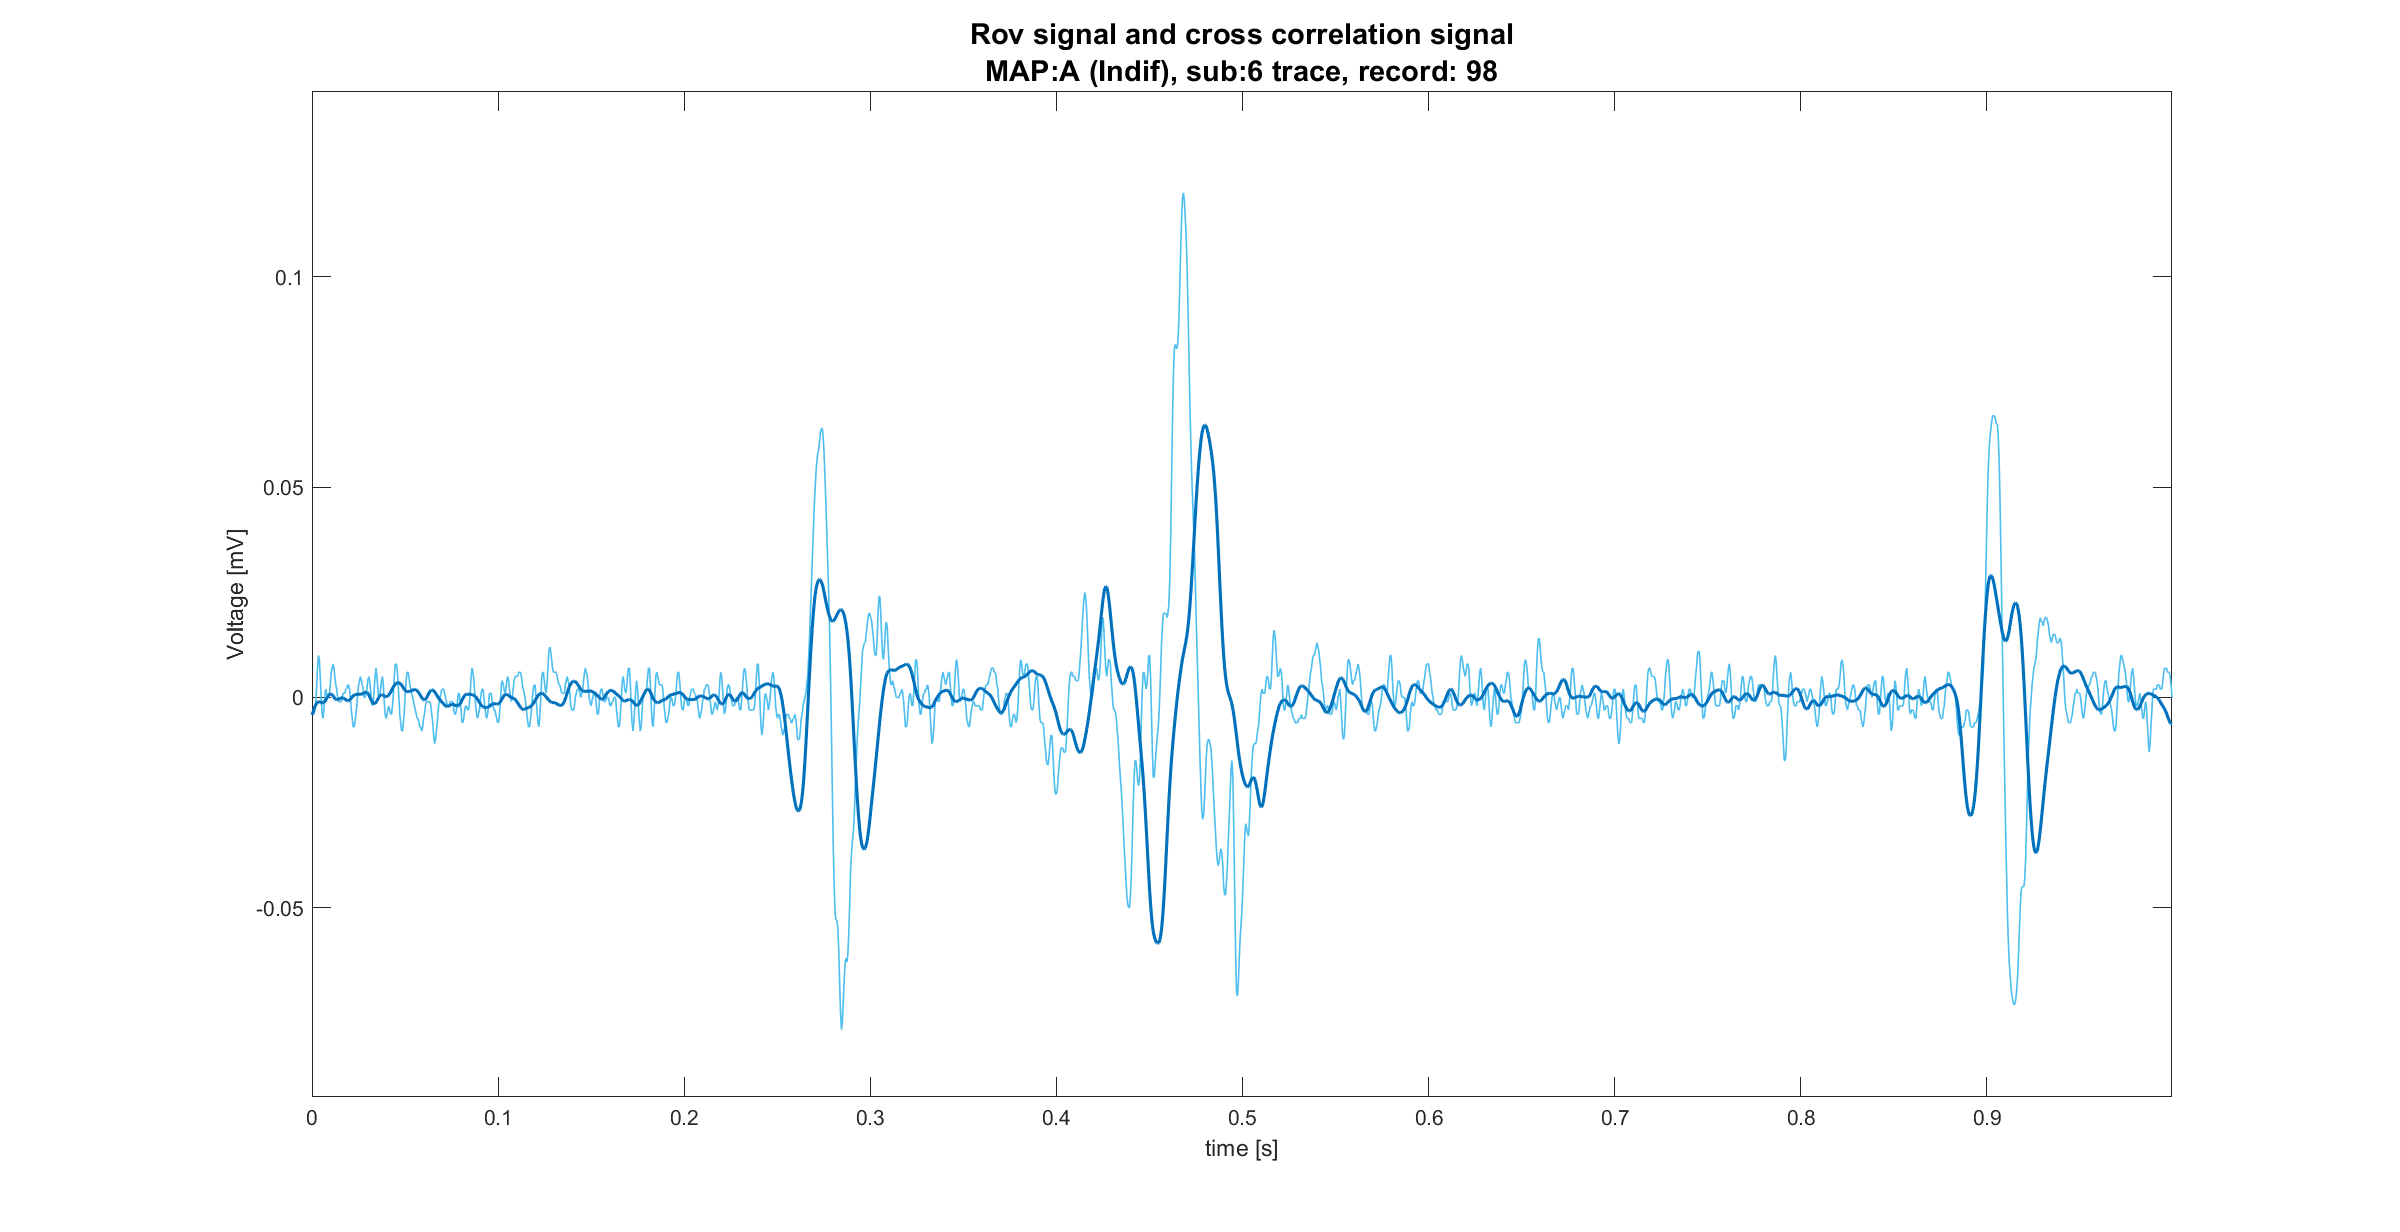 Rov signal and cross correlation signal
MAP:A (Indif), sub:6 trace, record: 98
0.1
0.05
0
-0.05
Voltage [mV]
0 0.1 0.2 0.3 0.4 0.5 0.6 0.7 0.8 0.9
time [s]